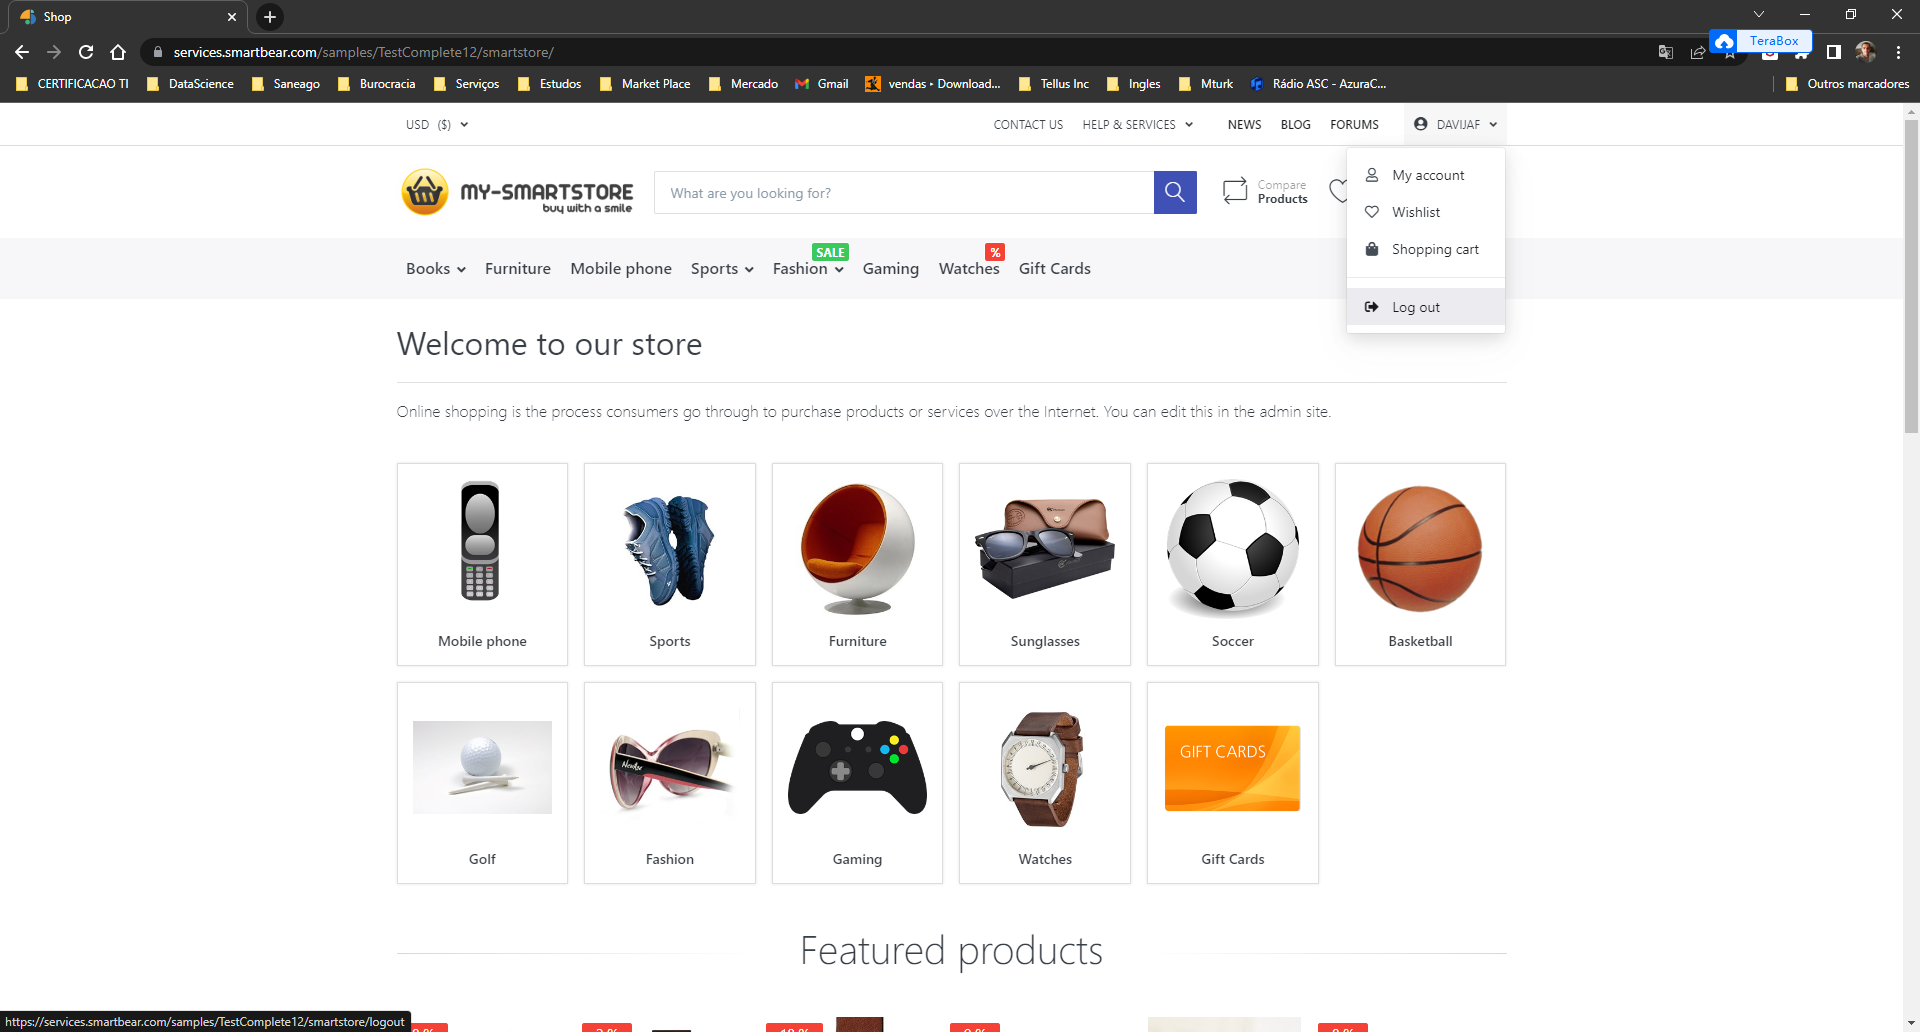 Shop
services.smartbear.com/samples/TestComplete12/smartstore/
TeraBox
CERTIFICACAO TI DataScience Saneago Burocracia Serviços Estudos Market Place Mercado Gmail vendas ‣ Download... Tellus Inc Ingles Mturk Rádio ASC - AzuraC... Outros marcadores
USD ($) CONTACT US HELP & SERVICES NEWS BLOG FORUMS DAVIJAF
My account
Wishlist
Shopping cart
Log out
MY-SMARTSTORE
buy with a smile
What are you looking for?
Compare
Products
SALE
%
Books Furniture Mobile phone Sports Fashion Gaming Watches Gift Cards
Welcome to our store
Online shopping is the process consumers go through to purchase products or services over the Internet. You can edit this in the admin site.
Mobile phone Sports Furniture Sunglasses Soccer Basketball
GIFT CARDS
Golf Fashion Gaming Watches Gift Cards
Featured products
https://services.smartbear.com/samples/TestComplete12/smartstore/logout